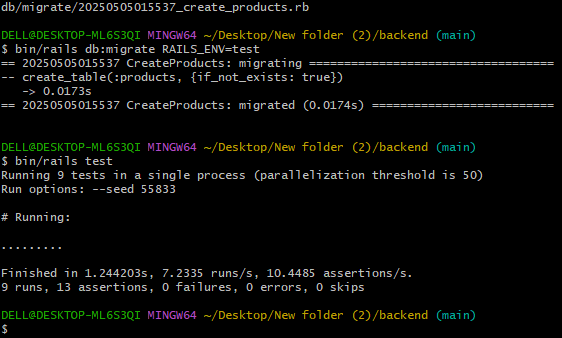 db/migrate/20250505015537_create_products.rb
DELL@DESKTOP-ML6S3QI MINGW64 ~/Desktop/New folder (2)/backend (main)
$ bin/rails db:migrate RAILS_ENV=test
== 20250505015537 CreateProducts: migrating ===================================
-- create_table(:products, {if_not_exists: true})
   -> 0.0173s
== 20250505015537 CreateProducts: migrated (0.0174s) ==========================
DELL@DESKTOP-ML6S3QI MINGW64 ~/Desktop/New folder (2)/backend (main)
$ bin/rails test
Running 9 tests in a single process (parallelization threshold is 50)
Run options: --seed 55833
# Running:
.........
Finished in 1.244203s, 7.2335 runs/s, 10.4485 assertions/s.
9 runs, 13 assertions, 0 failures, 0 errors, 0 skips
DELL@DESKTOP-ML6S3QI MINGW64 ~/Desktop/New folder (2)/backend (main)
$